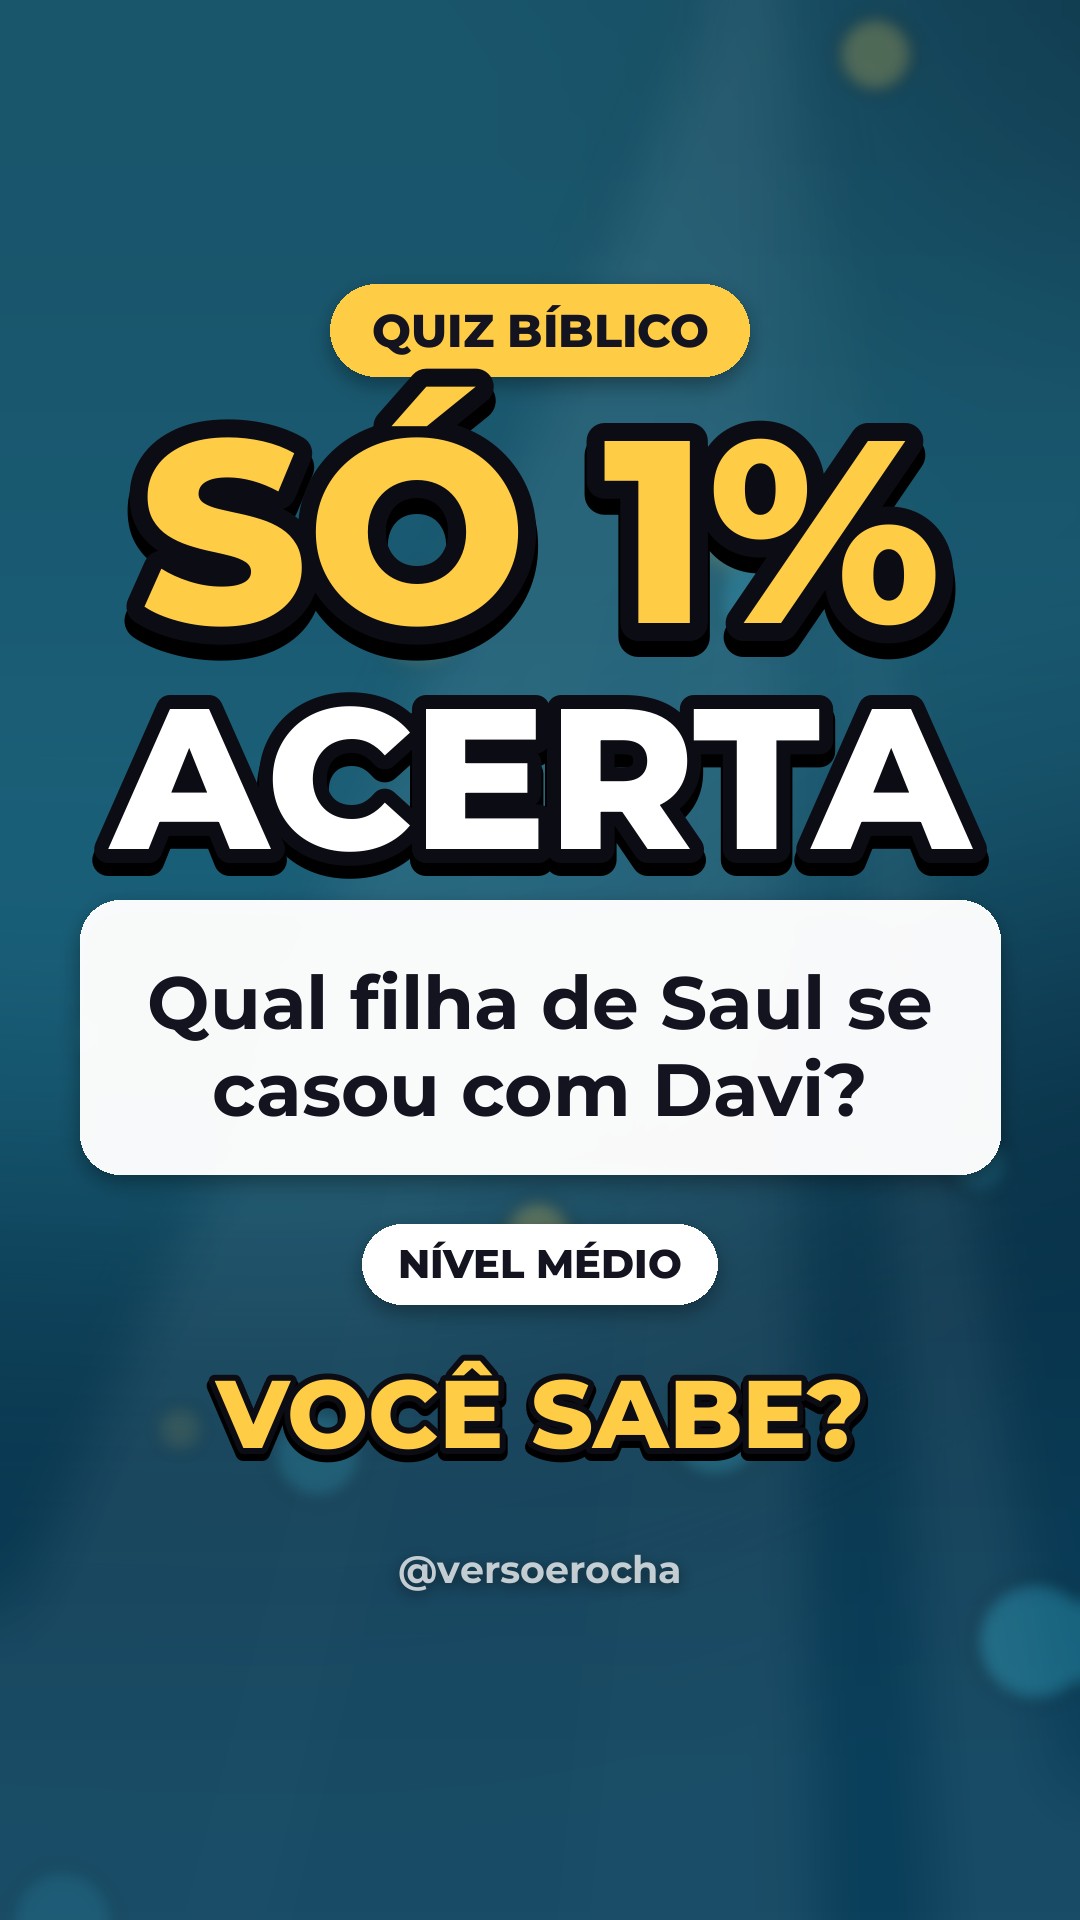 QUIZ BÍBLICO
SÓ 1%
ACERTA
Qual filha de Saul se
casou com Davi?
NÍVEL MÉDIO
VOCÊ SABE?
@versoerocha